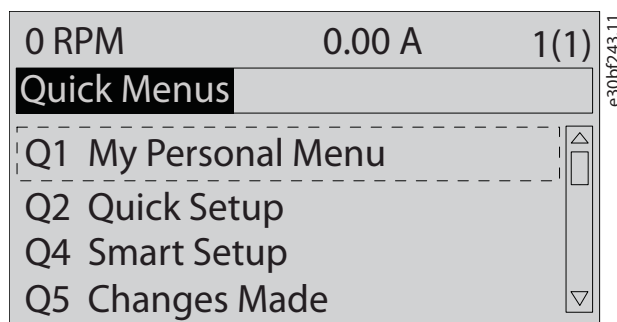 0 RPM 0.00 A 1(1)
Quick Menus
Q1 My Personal Menu
Q2 Quick Setup
Q4 Smart Setup
Q5 Changes Made
e30bf243.11